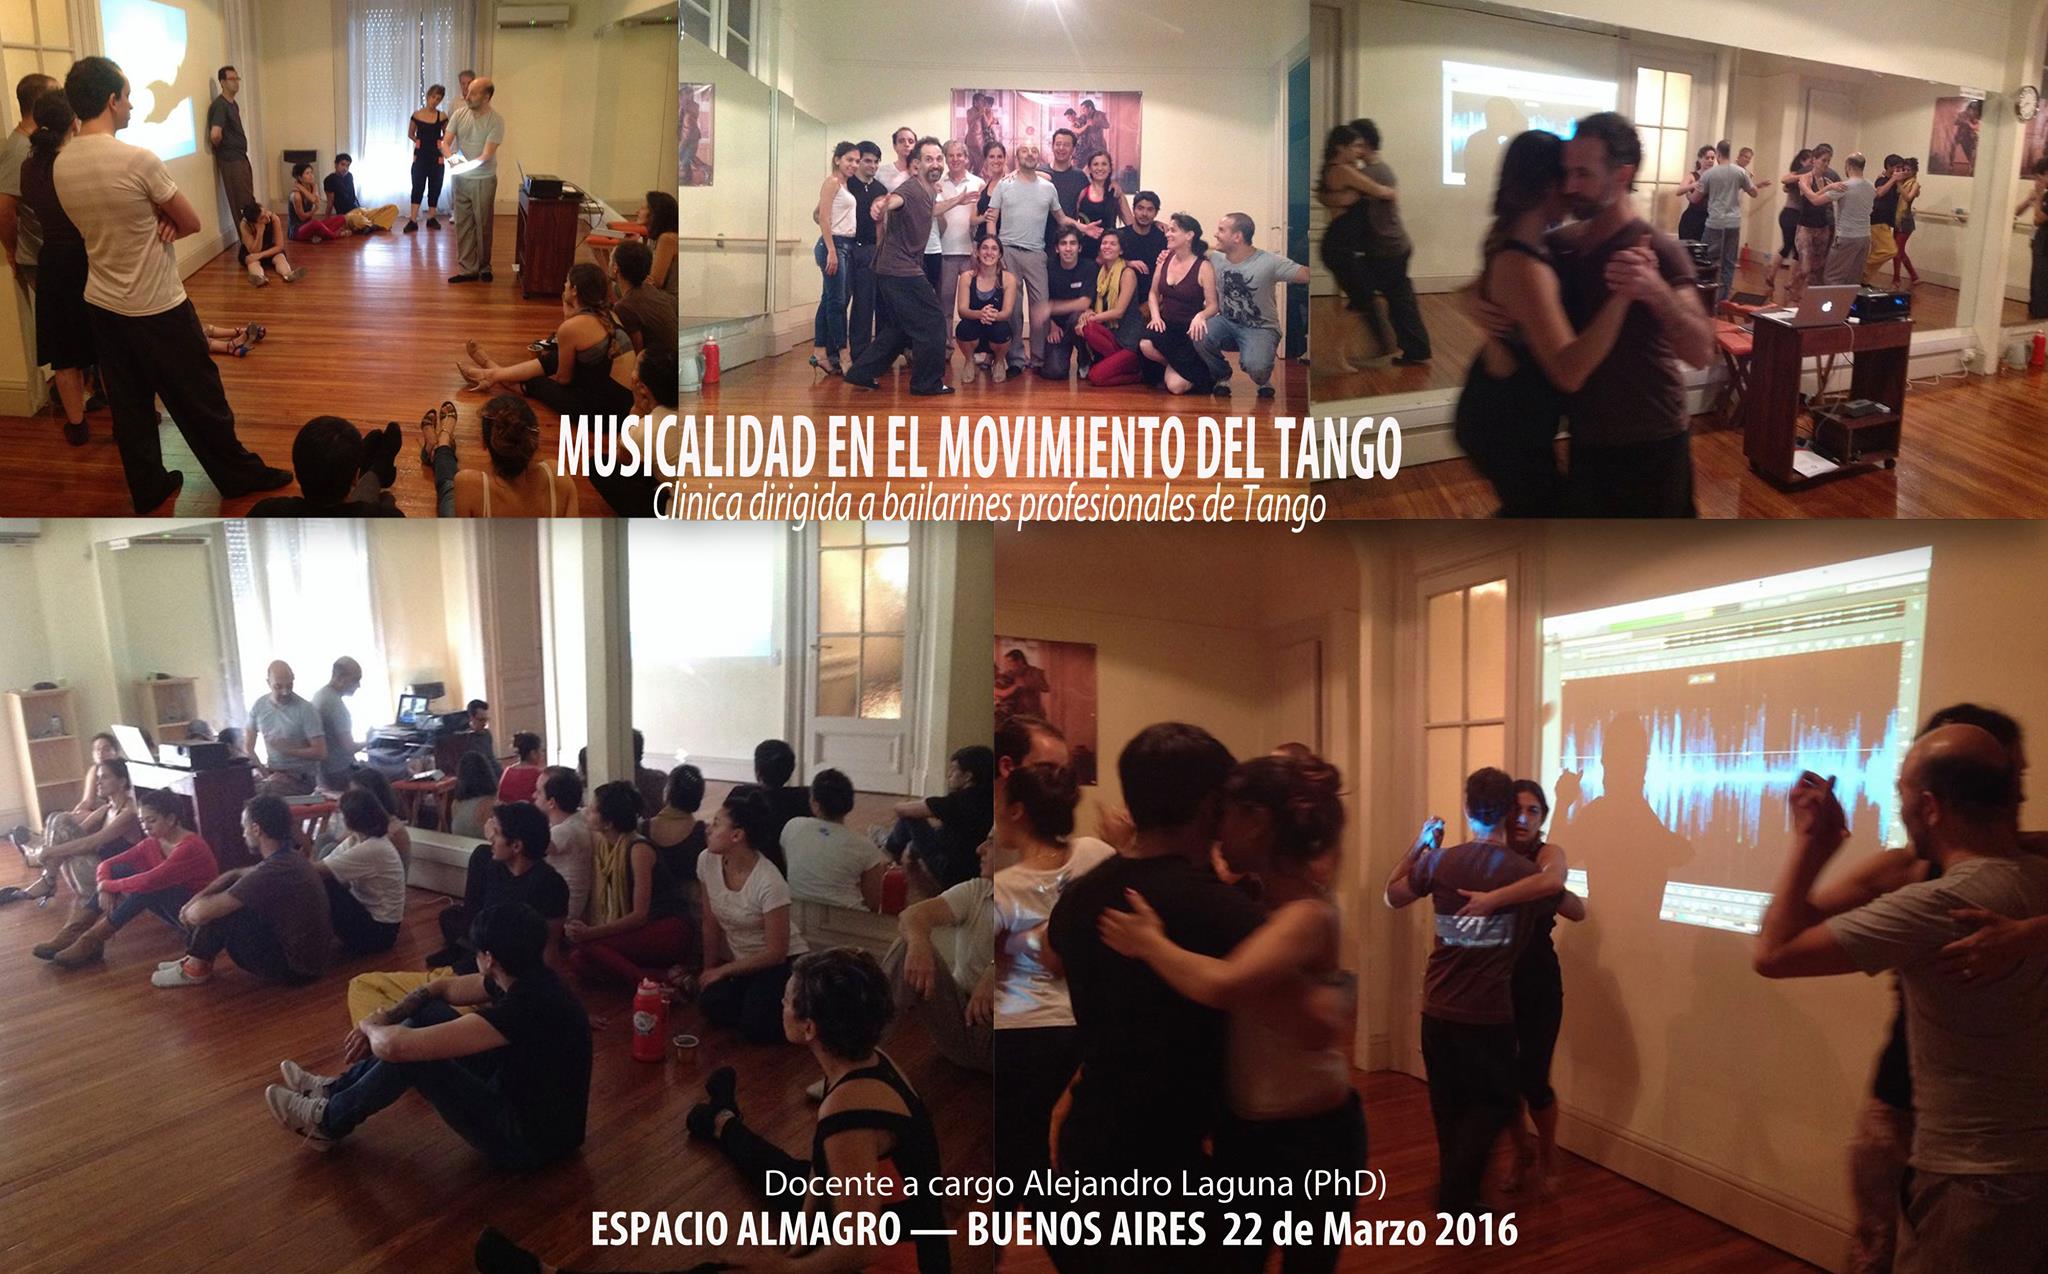 MUSICALIDAD EN EL MOVIMIENTO DEL TANGO
Clinica dirigida a bailarines profesionales de Tango
Docente a cargo Alejandro Laguna (PhD)
ESPACIO ALMAGRO — BUENOS AIRES 22 de Marzo 2016